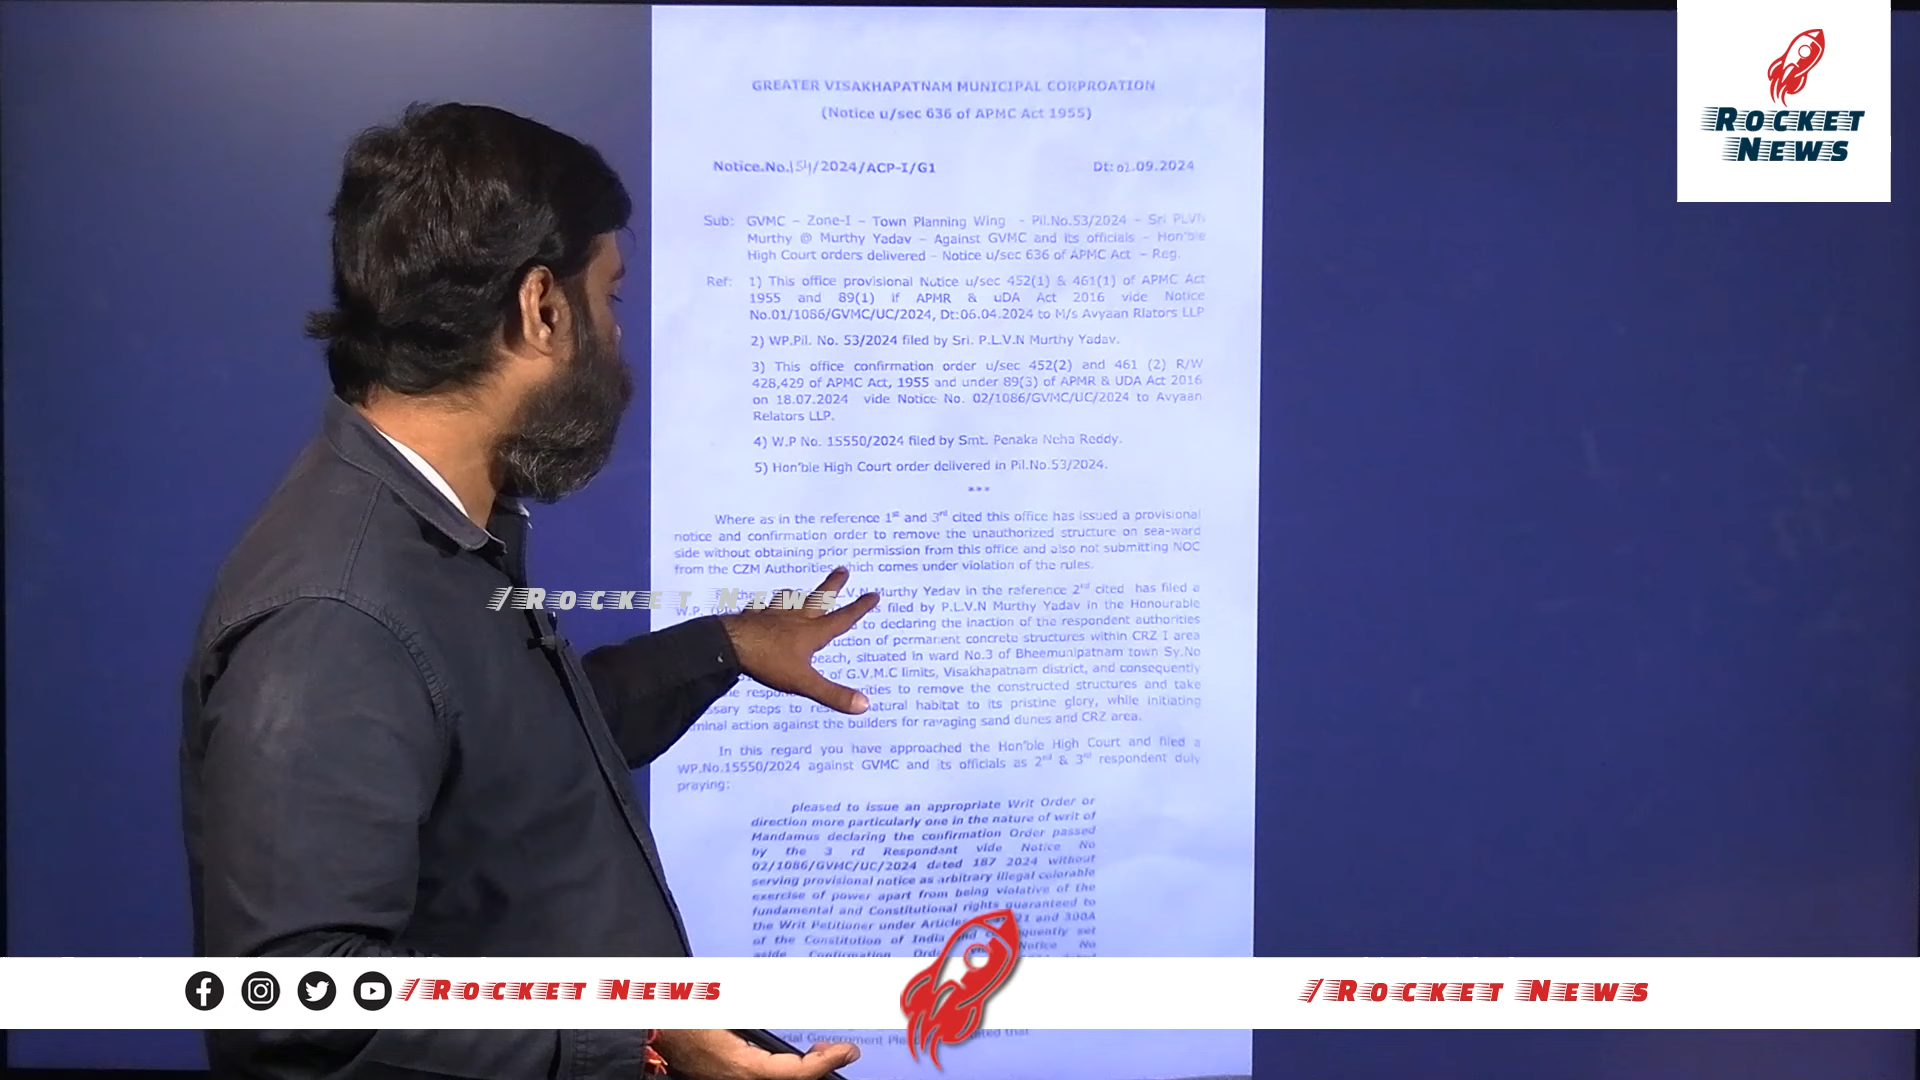 GREATER VISAKHAPATNAM MUNICIPAL CORPROATION
(Notice u/sec 636 of APMC Act 1955)
Notice.No.154/2024/ACP-I/G1 Dt: 02.09.2024
Sub: GVMC – Zone-I – Town Planning Wing - Pil.No.53/2024 – Sri PLVN
Murthy @ Murthy Yadav – Against GVMC and its officials – Hon'ble
High Court orders delivered – Notice u/sec 636 of APMC Act – Reg.
Ref: 1) This office provisional Notice u/sec 452(1) & 461(1) of APMC Act
1955 and 89(1) if APMR & uDA Act 2016 vide Notice
No.01/1086/GVMC/UC/2024, Dt:06.04.2024 to M/s Avyaan Rlators LLP
2) WP.Pil. No. 53/2024 filed by Sri. P.L.V.N Murthy Yadav.
3) This office confirmation order u/sec 452(2) and 461 (2) R/W
428,429 of APMC Act, 1955 and under 89(3) of APMR & UDA Act 2016
on 18.07.2024 vide Notice No. 02/1086/GVMC/UC/2024 to Avyaan
Relators LLP.
4) W.P No. 15550/2024 filed by Smt. Penaka Neha Reddy.
5) Hon'ble High Court order delivered in Pil.No.53/2024.
***
Where as in the reference 1st and 3rd cited this office has issued a provisional
notice and confirmation order to remove the unauthorized structure on sea-ward
side without obtaining prior permission from this office and also not submitting NOC
from the CZM Authorities which comes under violation of the rules.
L.V.N Murthy Yedav in the reference 2nd cited has filed a
W.P. filed by P.L.V.N Murthy Yadav in the Honourable
to declaring the inaction of the respondent authorities
of permanent concrete structures within CRZ I area
beach, situated in ward No.3 of Bheemunipatnam town Sy.No
of G.V.M.C limits, Visakhapatnam district, and consequently
to remove the constructed structures and take
steps to natural habitat to its pristine glory, while initiating
action against the builders for ravaging sand dunes and CRZ area.
In this regard you have approached the Hon'ble High Court and filed a
WP.No.15550/2024 against GVMC and its officials as 2nd & 3rd respondent duly
praying:
pleased to issue an appropriate Writ Order or
direction more particularly one in the nature of writ of
Mandamus declaring the confirmation Order passed
by the 3 rd Respondant vide Notice No
02/1086/GVMC/UC/2024 dated 187 2024 without
serving provisional notice as arbitrary illegal colorable
exercise of power apart from being violative of the
fundamental and Constitutional rights guaranteed to
the Writ Petitioner under Articles 21 and 300A
of the Constitution of India and set
aside Confirmation Notice No
Government
that
ROCKET
NEWS
/ROCKET NEWS
/ROCKET NEWS
/ROCKET NEWS